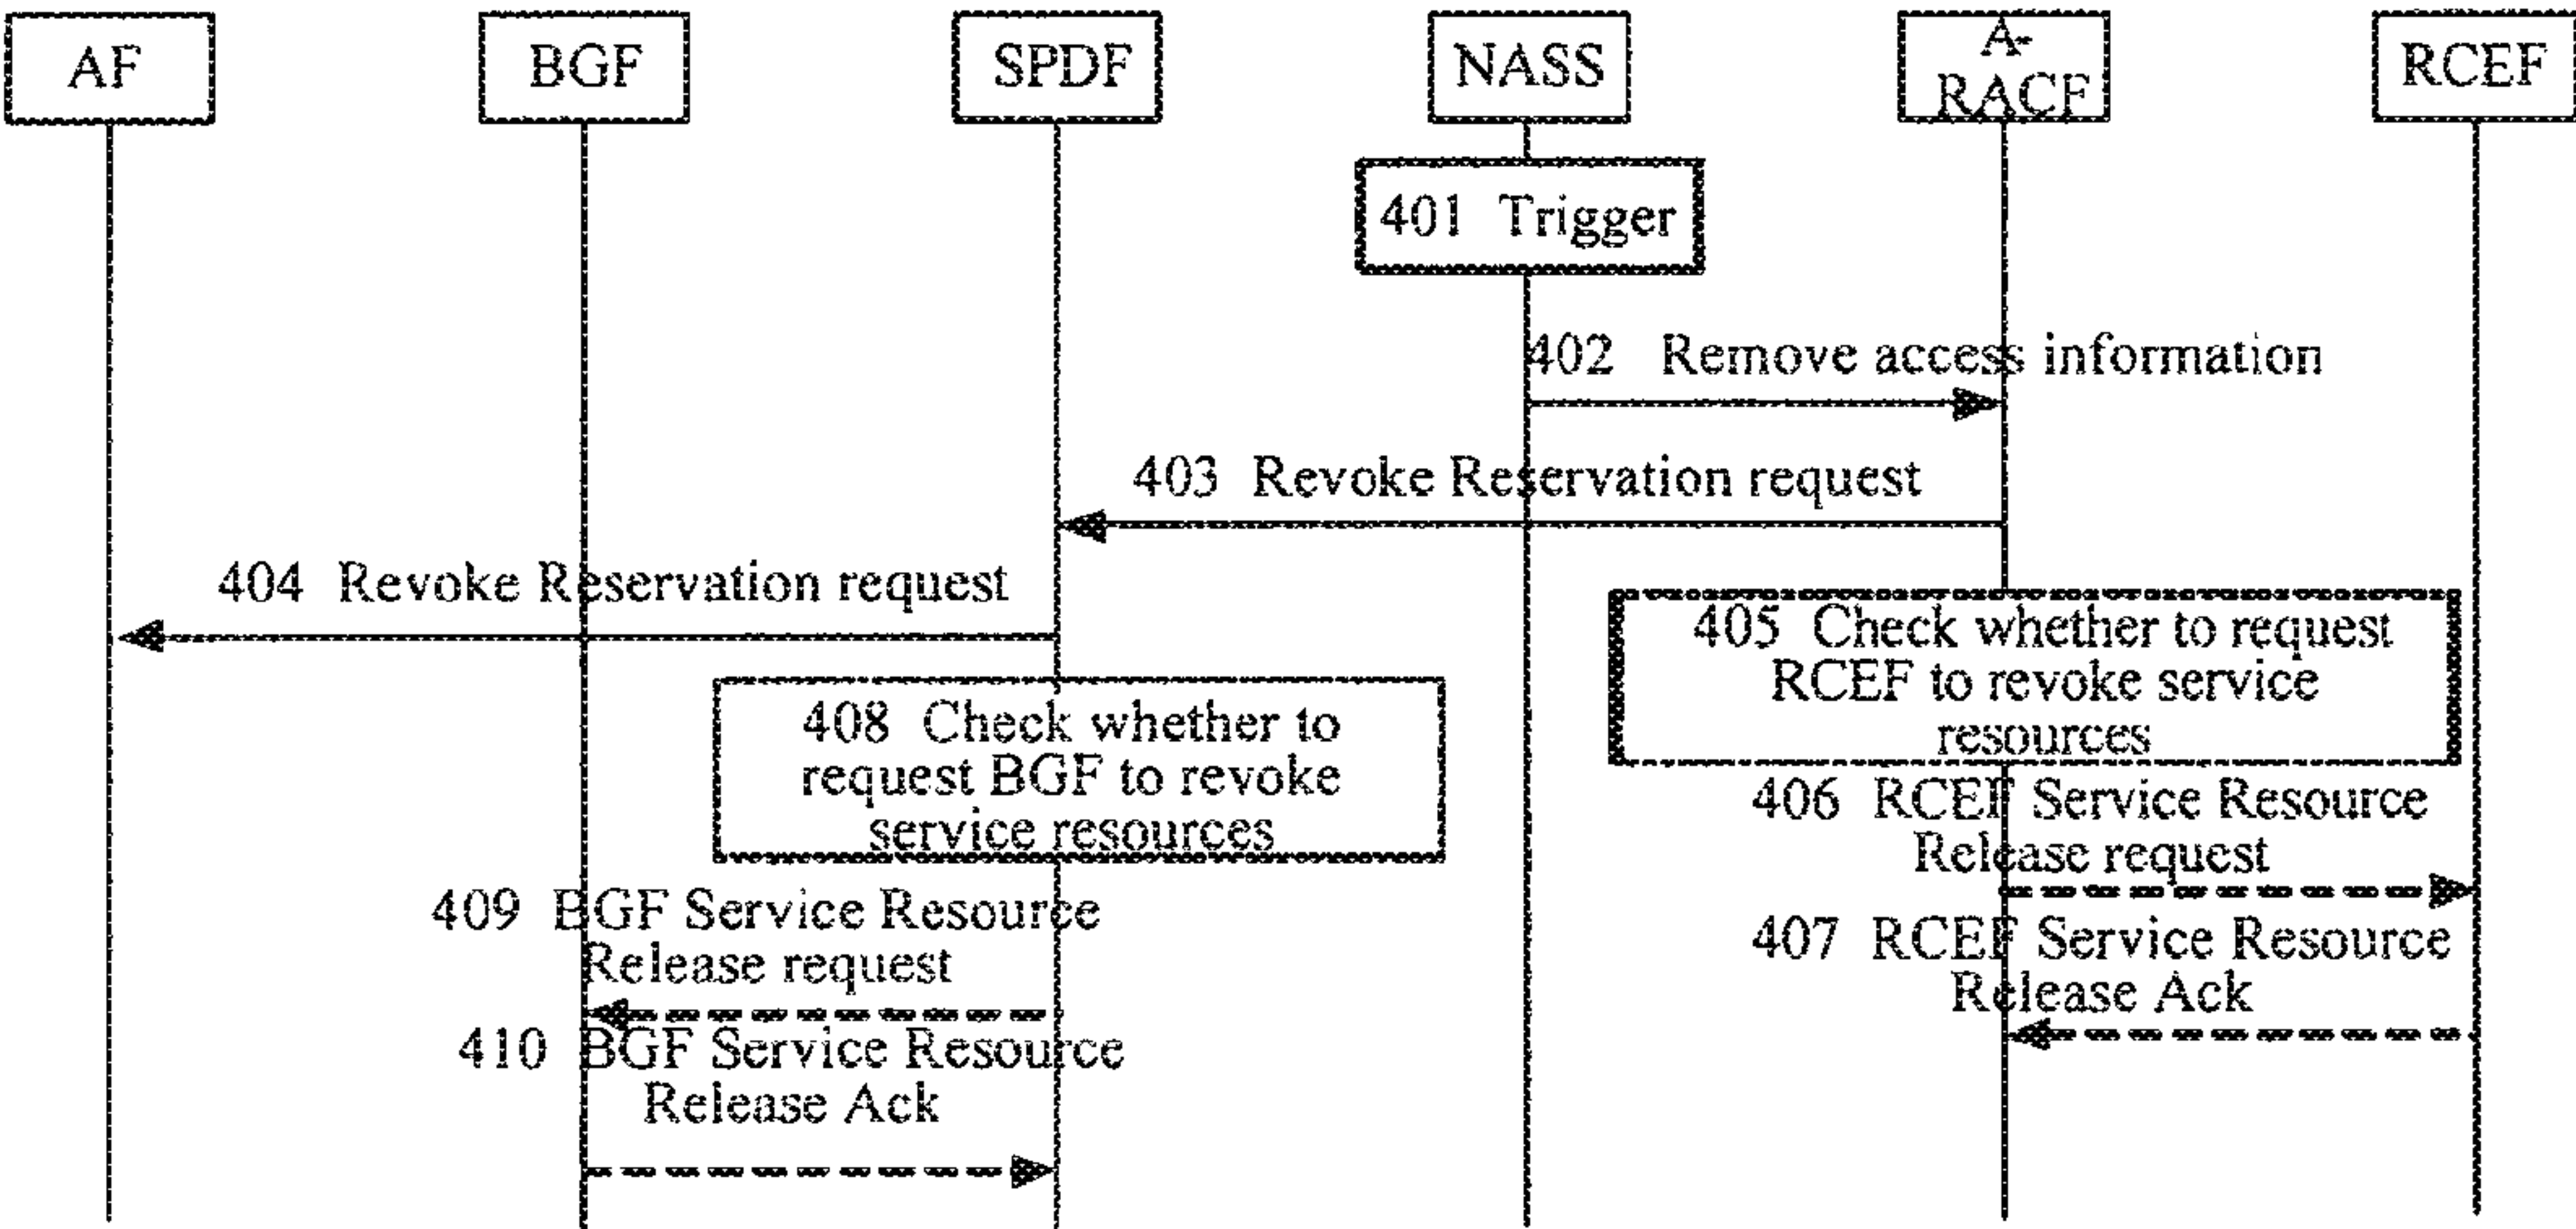 AF
BGF
SPDF
NASS
A-
RACF
RCEF
401 Trigger
402 Remove access information
403 Revoke Reservation request
404 Revoke Reservation request
405 Check whether to request
RCEF to revoke service
resources
408 Check whether to
request BGF to revoke
service resources
406 RCEF Service Resource
Release request
409 BGF Service Resource
Release request
407 RCEF Service Resource
Release Ack
410 BGF Service Resource
Release Ack